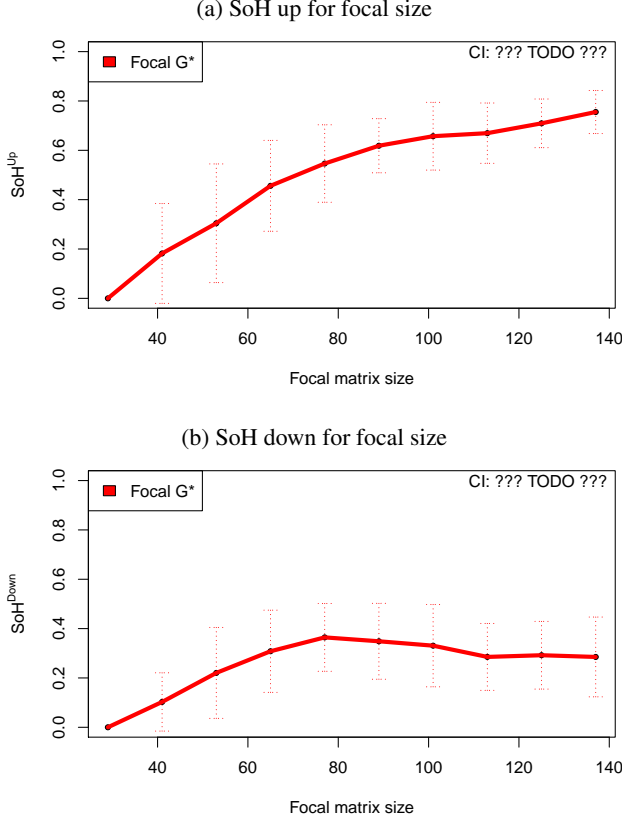 (a) SoH up for focal size
Focal G*
CI: ??? TODO ???
SoH^Up
1.0
0.8
0.6
0.4
0.2
0.0
40 60 80 100 120 140
Focal matrix size
(b) SoH down for focal size
Focal G*
CI: ??? TODO ???
SoH^Down
1.0
0.8
0.6
0.4
0.2
0.0
40 60 80 100 120 140
Focal matrix size